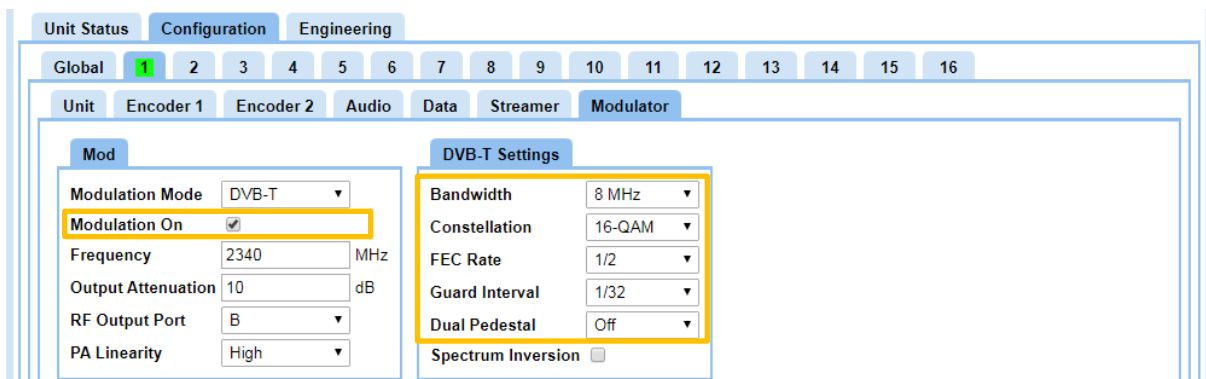 Unit Status Configuration Engineering
Global 1 2 3 4 5 6 7 8 9 10 11 12 13 14 15 16
Unit Encoder 1 Encoder 2 Audio Data Streamer Modulator
Mod
Modulation Mode DVB-T
Modulation On
Frequency 2340 MHz
Output Attenuation 10 dB
RF Output Port B
PA Linearity High
DVB-T Settings
Bandwidth 8 MHz
Constellation 16-QAM
FEC Rate 1/2
Guard Interval 1/32
Dual Pedestal Off
Spectrum Inversion